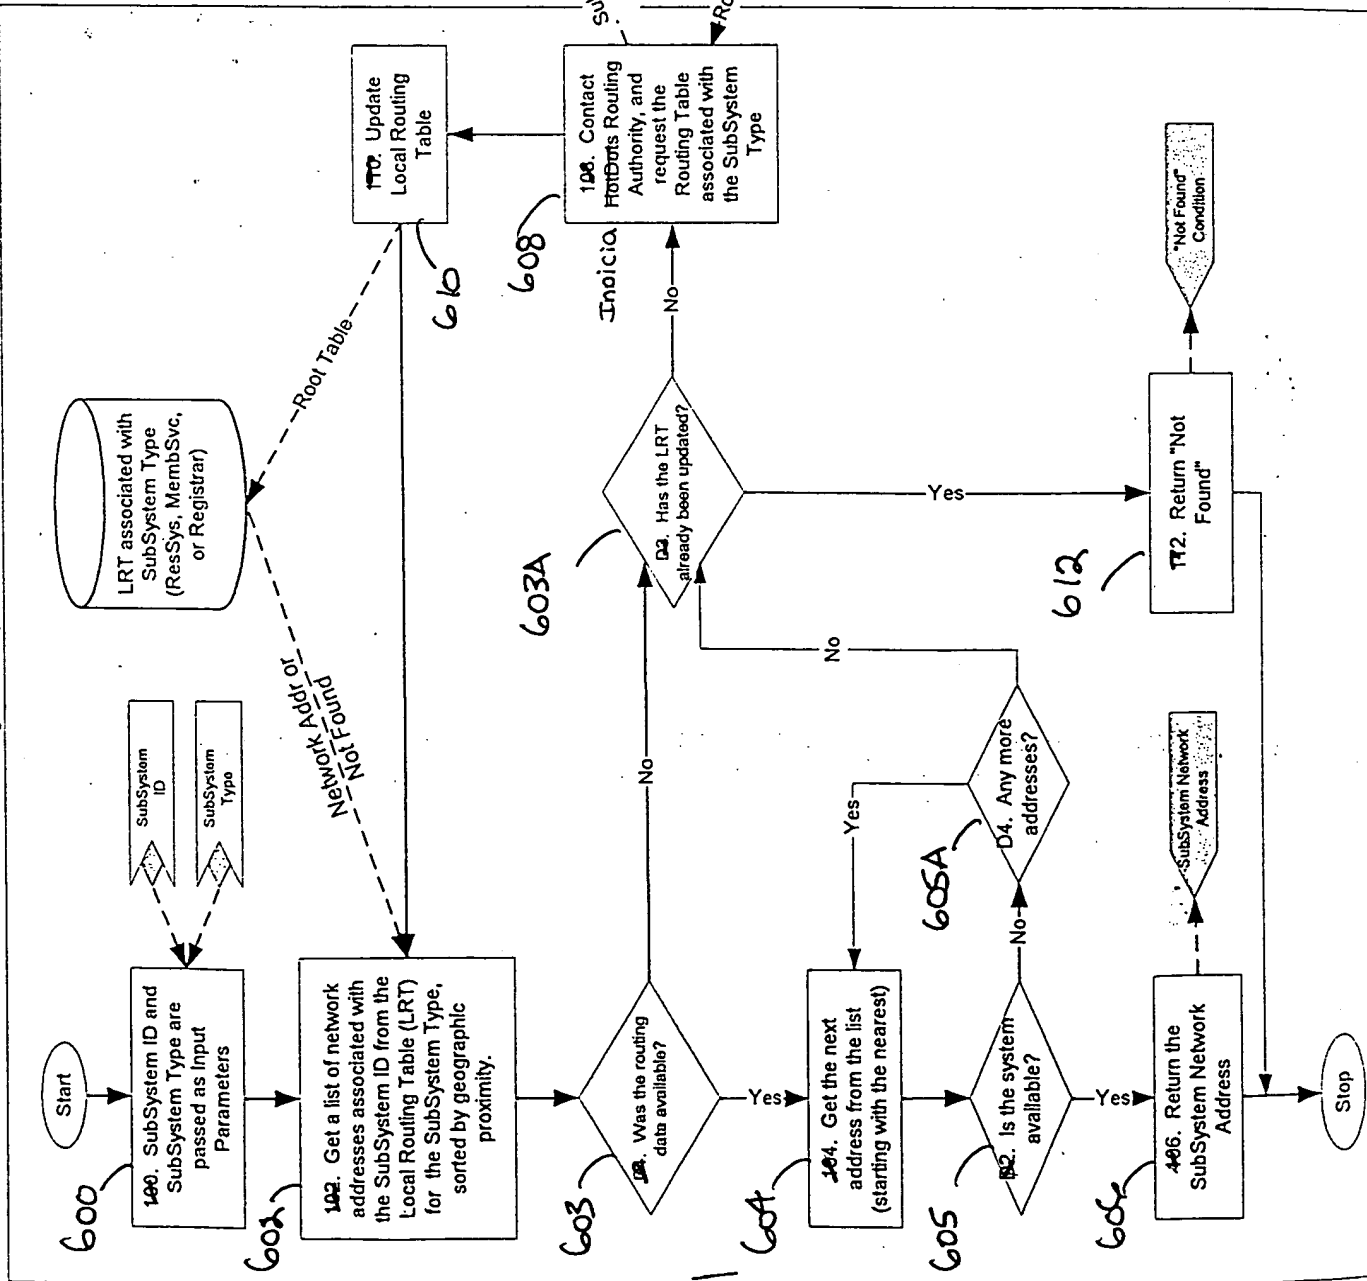 Start
600
100. SubSystem ID and
SubSystem Type are
passed as Input
Parameters
SubSystem
ID
SubSystem
Type
602
102. Get a list of network
addresses associated with
the SubSystem ID from the
Local Routing Table (LRT)
for the SubSystem Type,
sorted by geographic
proximity.
LRT associated with
SubSystem Type
(ResSys, MembSvc,
or Registrar)
Network Addr or
Not Found
Root Table
110. Update
Local Routing
Table
610
603
Was the routing
data available?
No
Yes
603A
D3. Has the LRT
already been updated?
No
Yes
608
Indicia
108. Contact
HotDots Routing
Authority, and
request the
Routing Table
associated with
the SubSystem
Type
604
104. Get the next
address from the list
(starting with the nearest)
Yes
605A
D4. Any more
addresses?
No
605
D2. Is the system
available?
No
Yes
606
106. Return the
SubSystem Network
Address
SubSystem Network
Address
612
112. Return "Not
Found"
"Not Found"
Condition
Stop